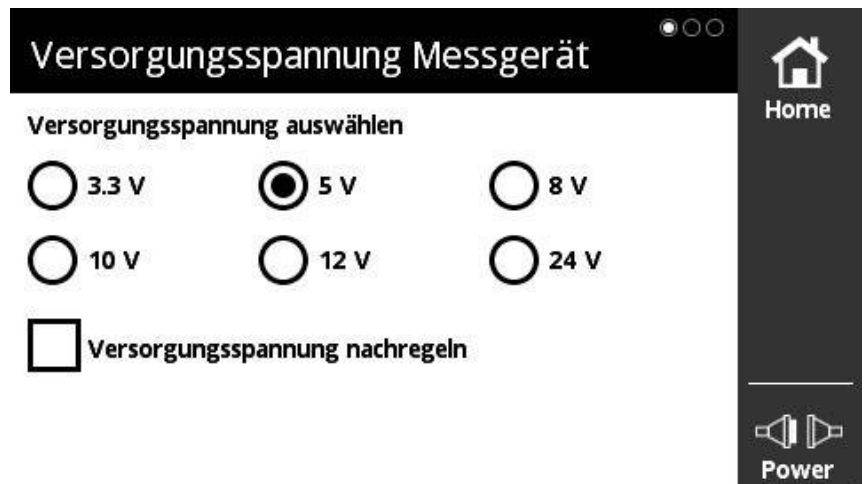 Versorgungsspannung Messgerät
Home
Versorgungsspannung auswählen
3.3 V 5 V 8 V
10 V 12 V 24 V
Versorgungsspannung nachregeln
Power